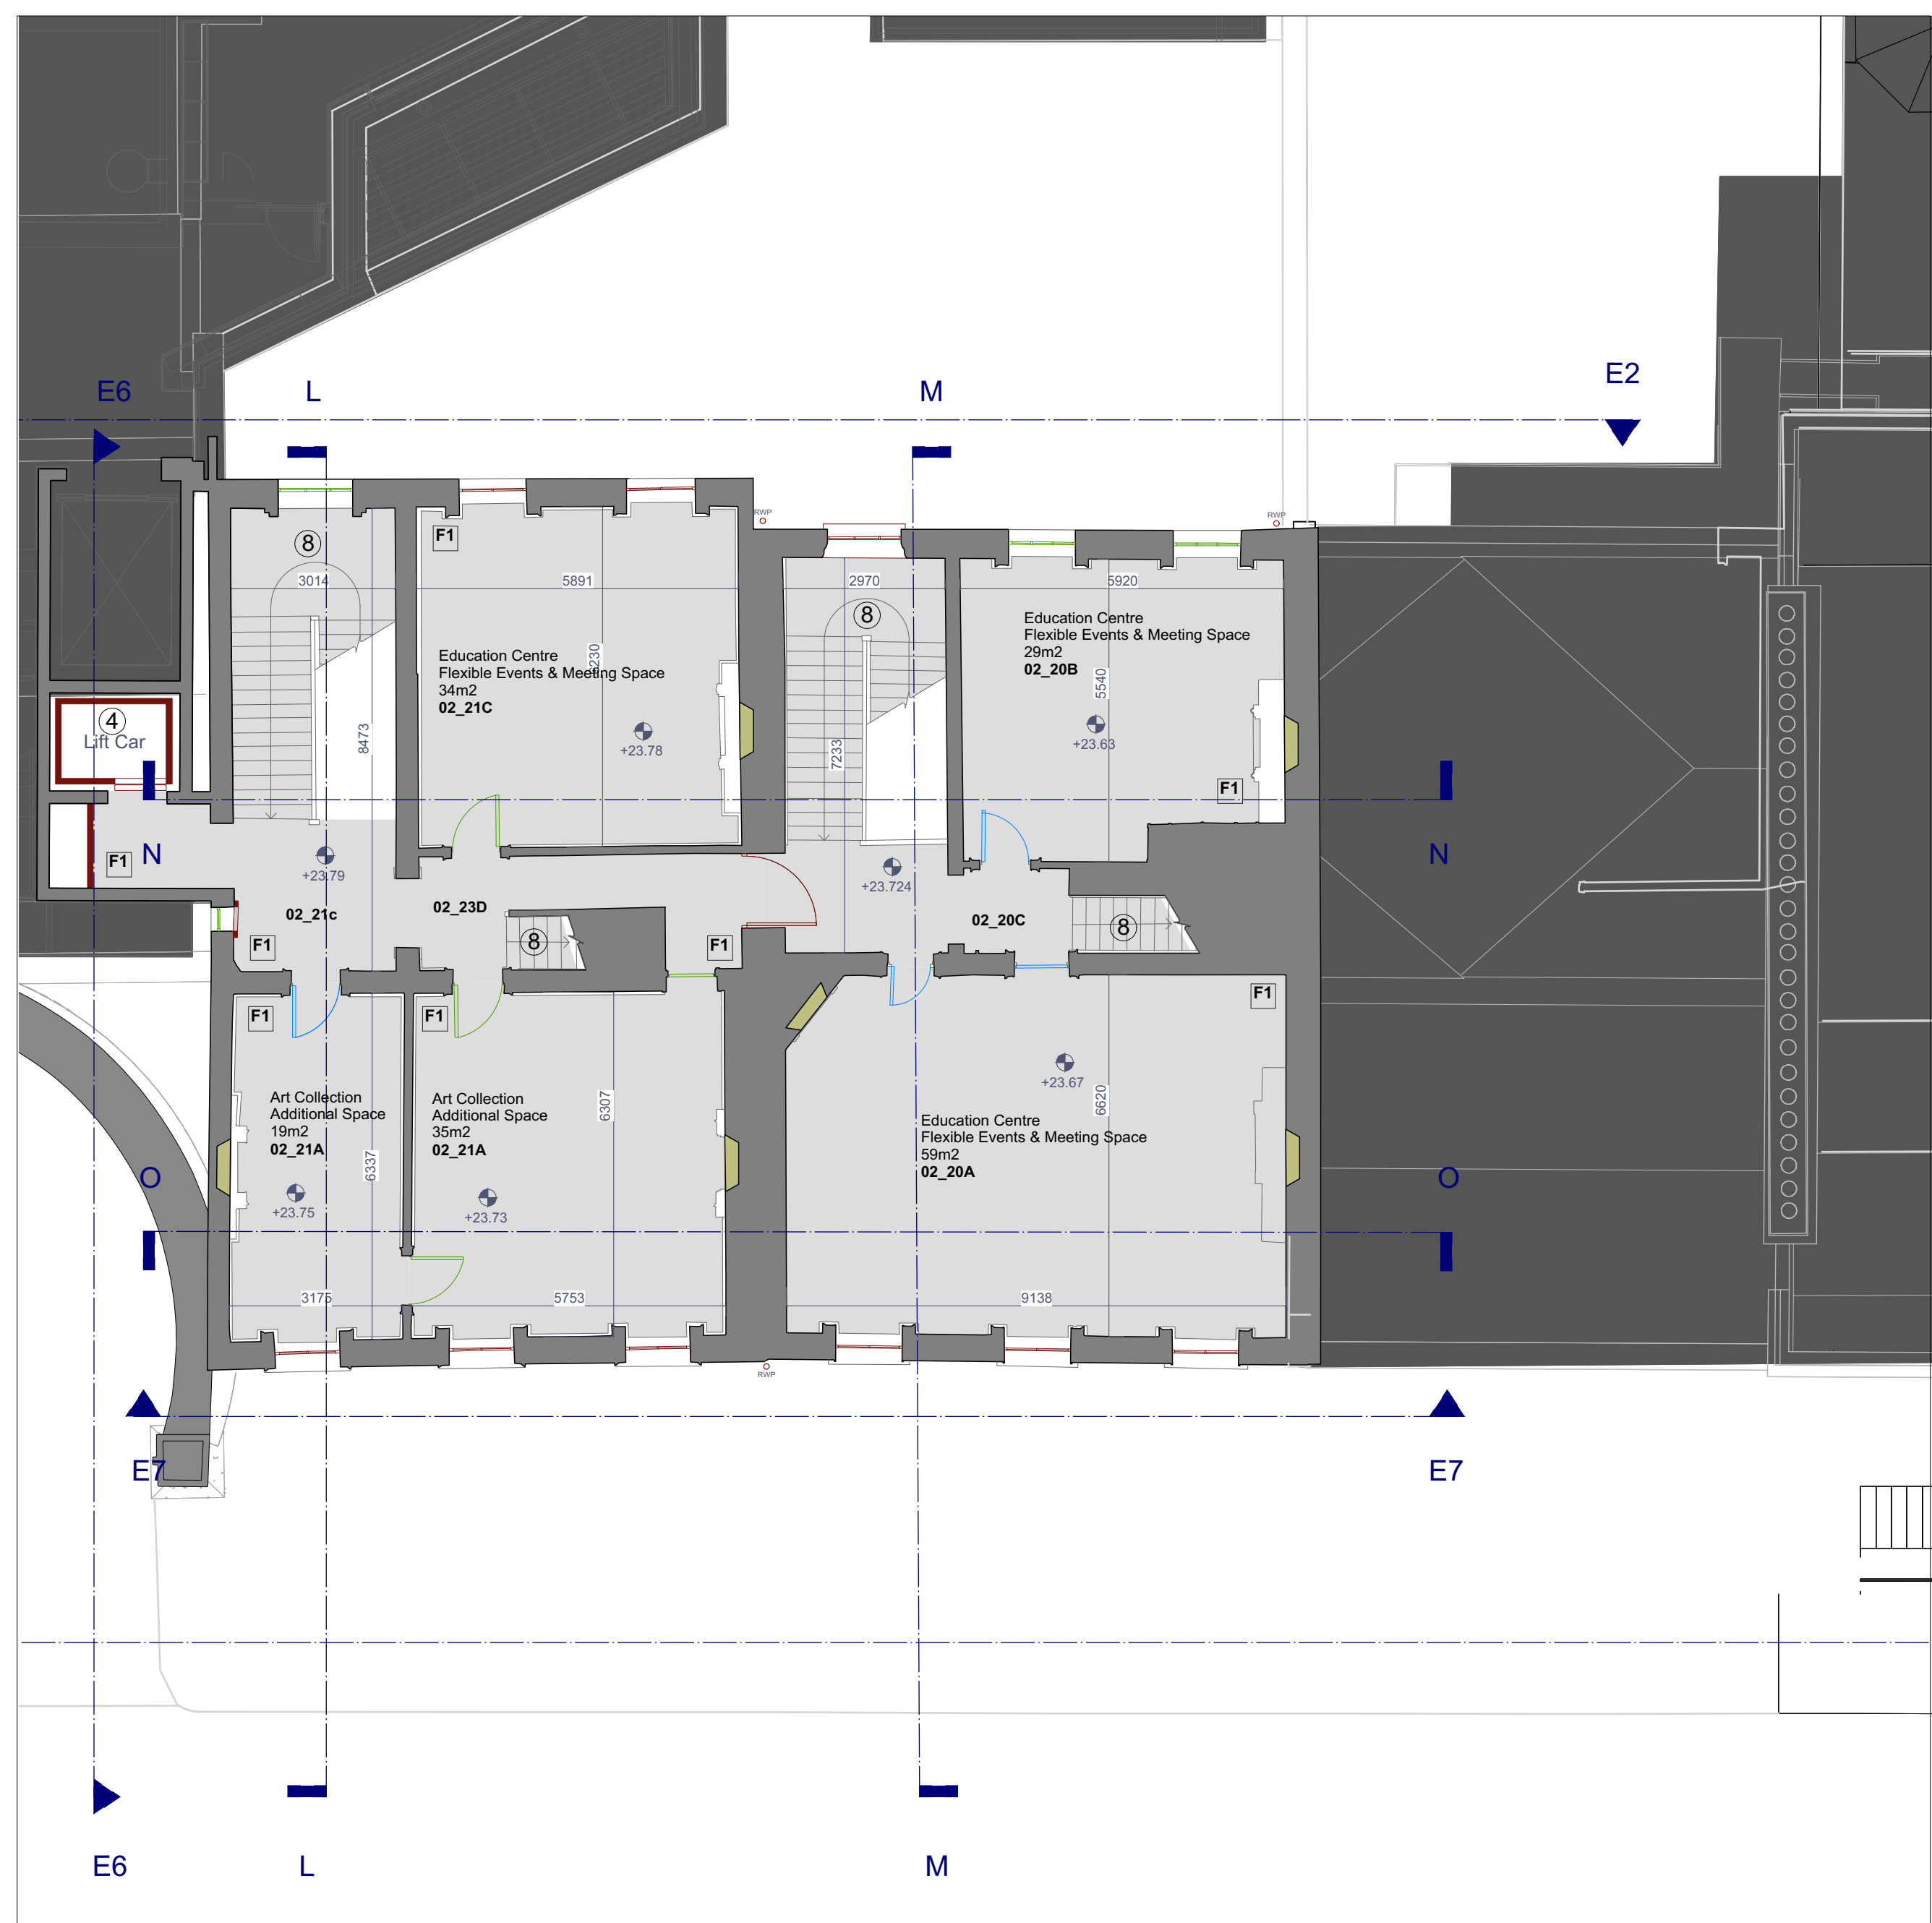 E6
L
M
E2
RWP
RWP
F1
8
3014
5891
2970
5920
8
Education Centre
Flexible Events & Meeting Space
29m2
02_20B
Education Centre
Flexible Events & Meeting Space
34m2
02_21C
5540
4
Lift Car
8473
7233
+23.78
+23.63
F1
N
N
F1
+23.79
+23.724
02_21c
02_23D
02_20C
F1
8
F1
8
F1
F1
F1
+23.67
Art Collection
Additional Space
19m2
02_21A
Art Collection
Additional Space
35m2
02_21A
6307
6620
Education Centre
Flexible Events & Meeting Space
59m2
02_20A
6337
O
O
+23.75
+23.73
3175
5753
9138
RWP
E7
E7
E6
L
M